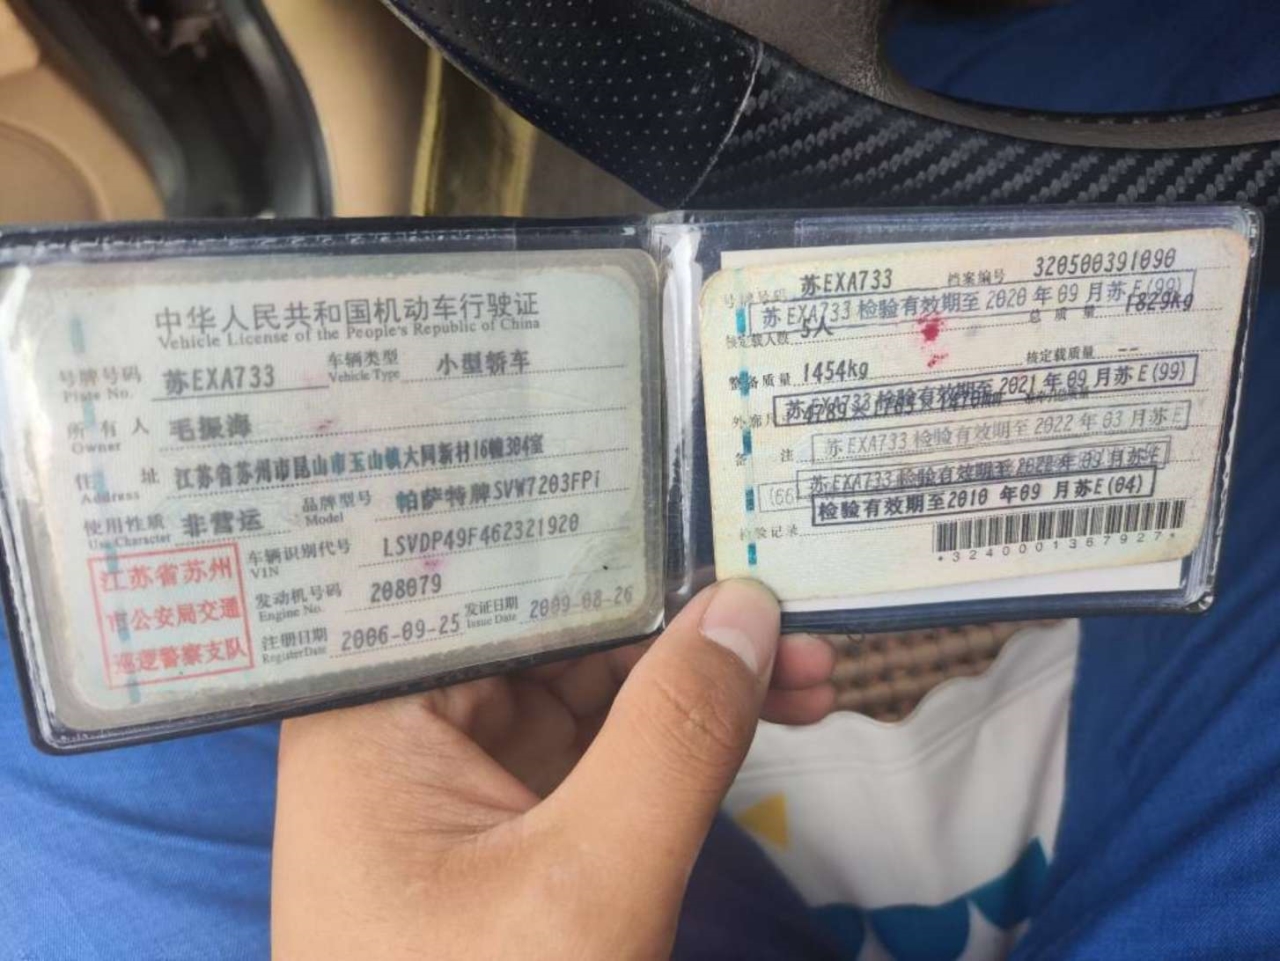 中华人民共和国机动车行驶证
Vehicle License of the People's Republic of China
号牌号码 苏EXA733 车辆类型 小型轿车
Plate No. Vehicle Type
所有人 毛振海
Owner
住址 江苏省苏州市昆山市玉山镇大同新村16幢304室
Address
使用性质 非营运 品牌型号 帕萨特牌SVW7203FPi
Use Character Model
车辆识别代号 LSVDP49F462321920
VIN
发动机号码 208079
Engine No.
注册日期 2006-09-25 发证日期 2009-08-26
Register Date Issue Date
江苏省苏州
市公安局交通
巡逻警察支队
号牌号码 苏EXA733 档案编号 320500391090
苏EXA733 检验有效期至 2020 年 09 月苏E(99)
核定载人数 5人 总质量 1829kg
整备质量 1454kg 核定载质量 --
苏EXA733 检验有效期至 2021 年 09 月苏E(99)
苏EXA733 检验有效期至 2022 年 03 月苏E
检验有效期至2010 年09 月苏E(04)
检验记录
*3240001367927*